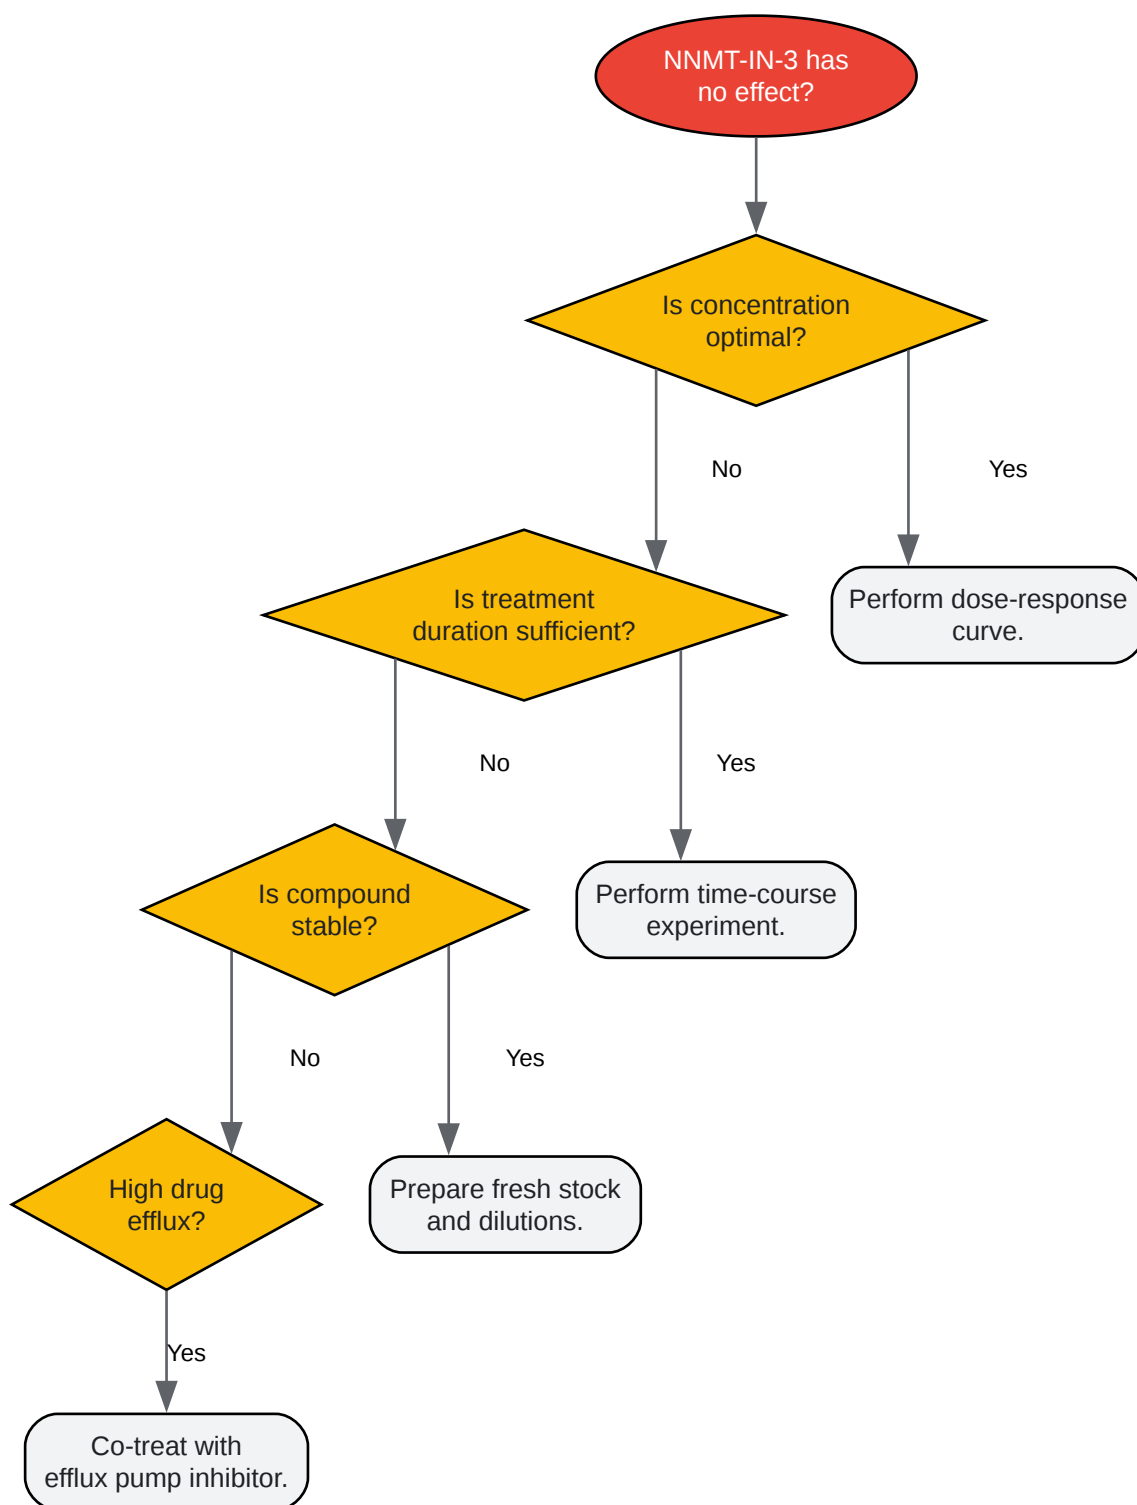 NNMT-IN-3 has
no effect?
Is concentration
optimal?
No
Yes
Is treatment
duration sufficient?
Perform dose-response
curve.
No
Yes
Is compound
stable?
Perform time-course
experiment.
No
Yes
High drug
efflux?
Prepare fresh stock
and dilutions.
Yes
Co-treat with
efflux pump inhibitor.